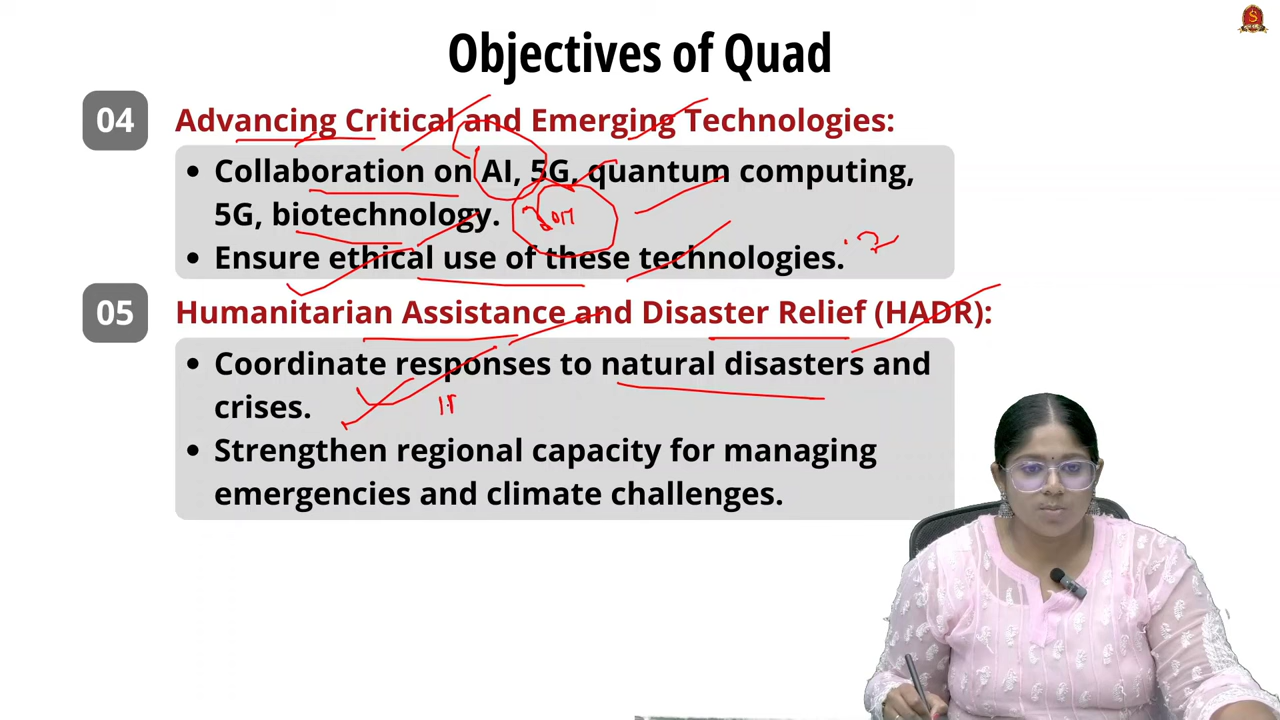 Objectives of Quad
04
Advancing Critical and Emerging Technologies:
• Collaboration on AI, 5G, quantum computing,
5G, biotechnology.
• Ensure ethical use of these technologies.
05
Humanitarian Assistance and Disaster Relief (HADR):
• Coordinate responses to natural disasters and
crises.
• Strengthen regional capacity for managing
emergencies and climate challenges.